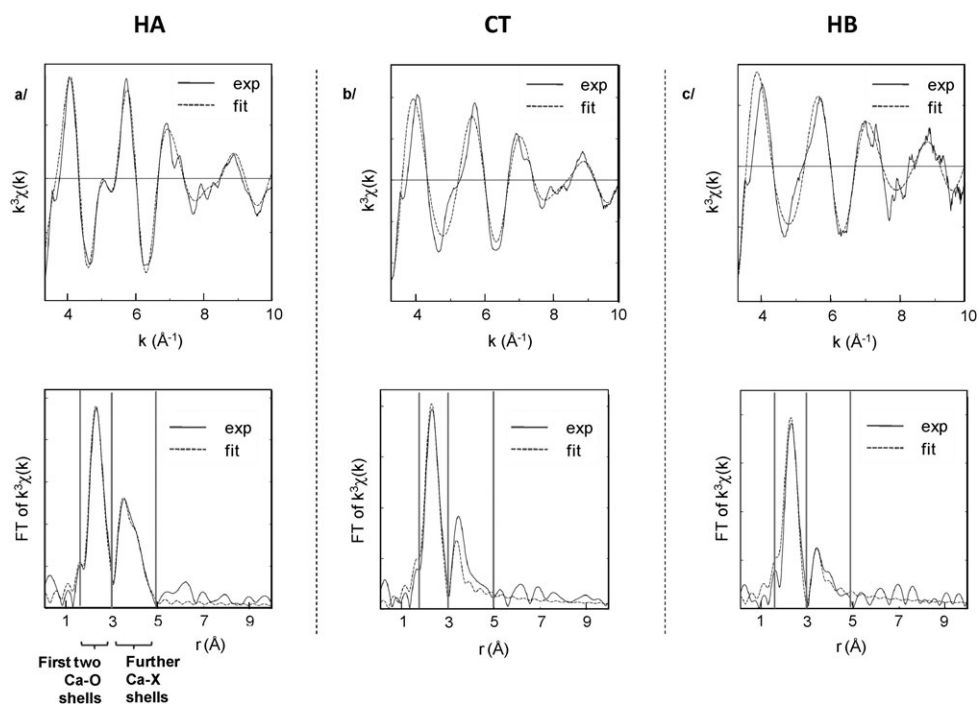 HA
CT
HB
a/
exp
fit
k³χ(k)
4 6 8 10
k (Å⁻¹)
b/
exp
fit
k³χ(k)
4 6 8 10
k (Å⁻¹)
c/
exp
fit
k³χ(k)
4 6 8 10
k (Å⁻¹)
exp
fit
FT of k³χ(k)
1 3 5 7 9
r (Å)
First two
Ca-O
shells
Further
Ca-X
shells
exp
fit
FT of k³χ(k)
1 3 5 7 9
r (Å)
exp
fit
FT of k³χ(k)
1 3 5 7 9
r (Å)